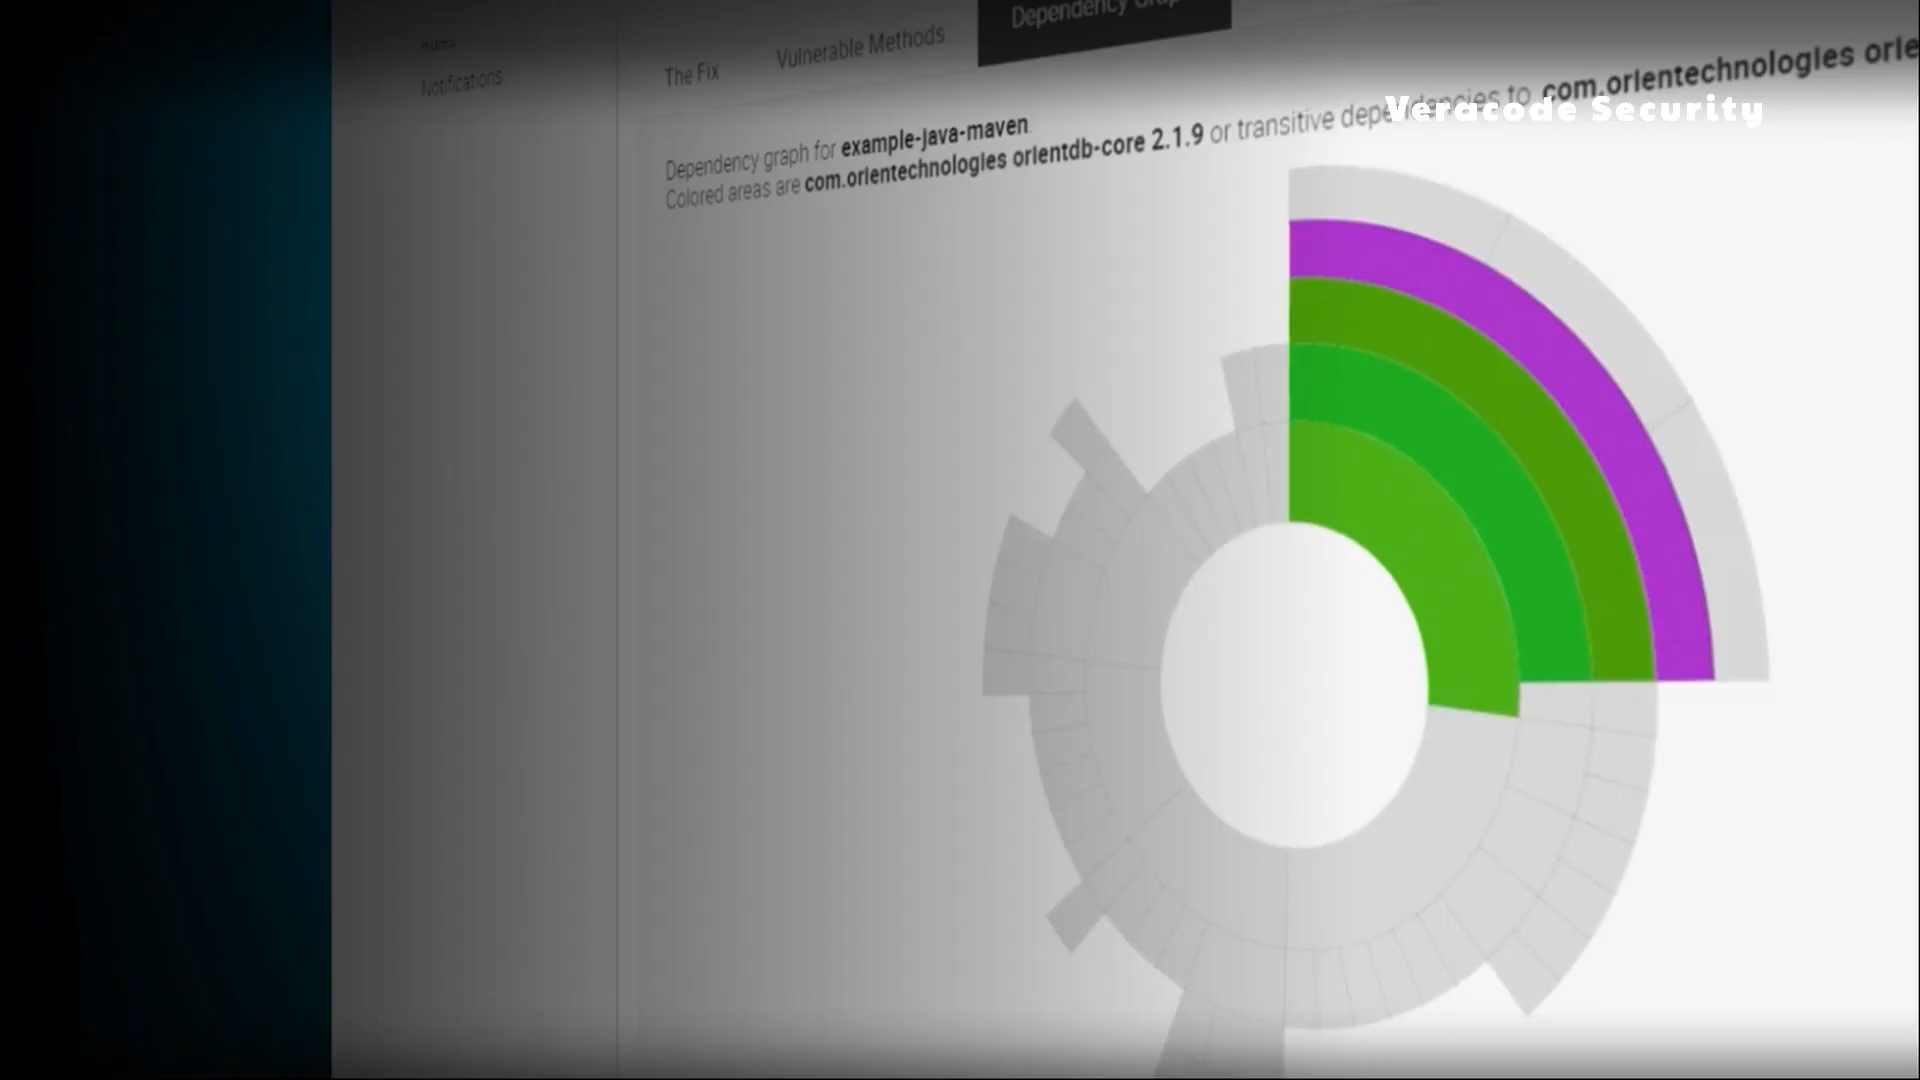 Notifications
The Fix
Vulnerable Methods
Dependency
Veracode Security
Dependency graph for example-java-maven.
Colored areas are com.orientechnologies orientdb-core 2.1.9 or transitive dependencies to com.orientechnologies